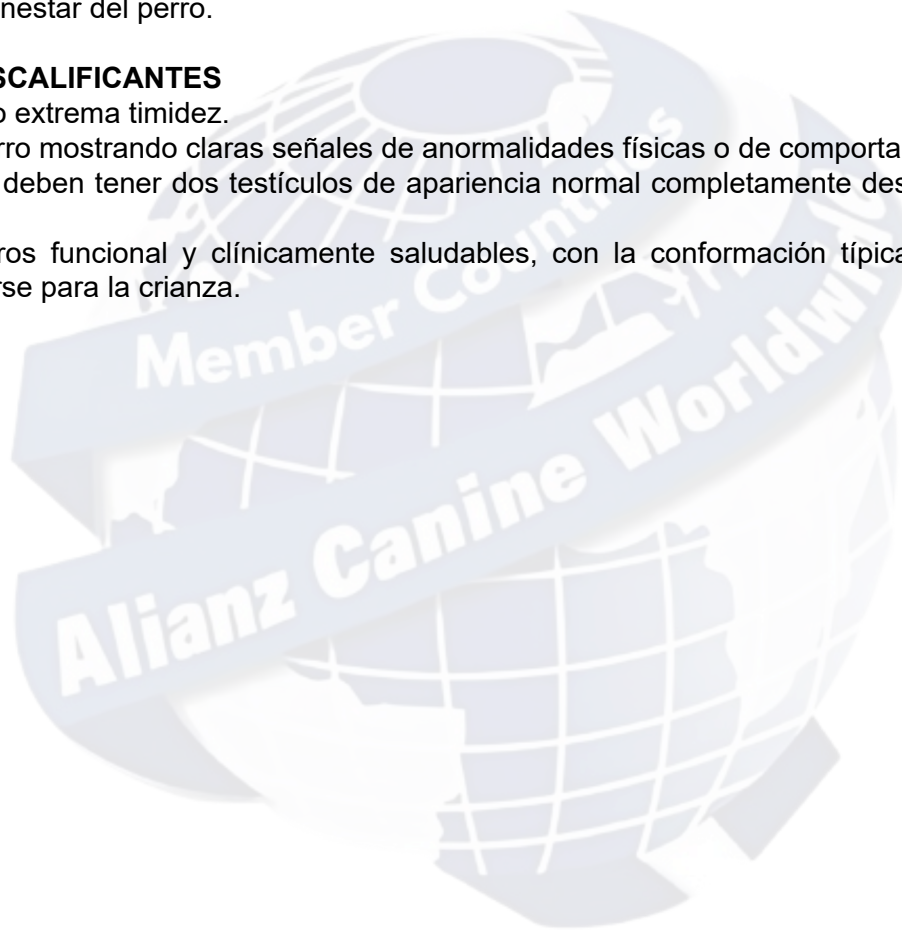 nestar del perro.
SCALIFICANTES
o extrema timidez.
rro mostrando claras señales de anormalidades físicas o de comporta
deben tener dos testículos de apariencia normal completamente des
ros funcional y clínicamente saludables, con la conformación típica
rse para la crianza.
Member Countries
Alianz Canine Worldwide